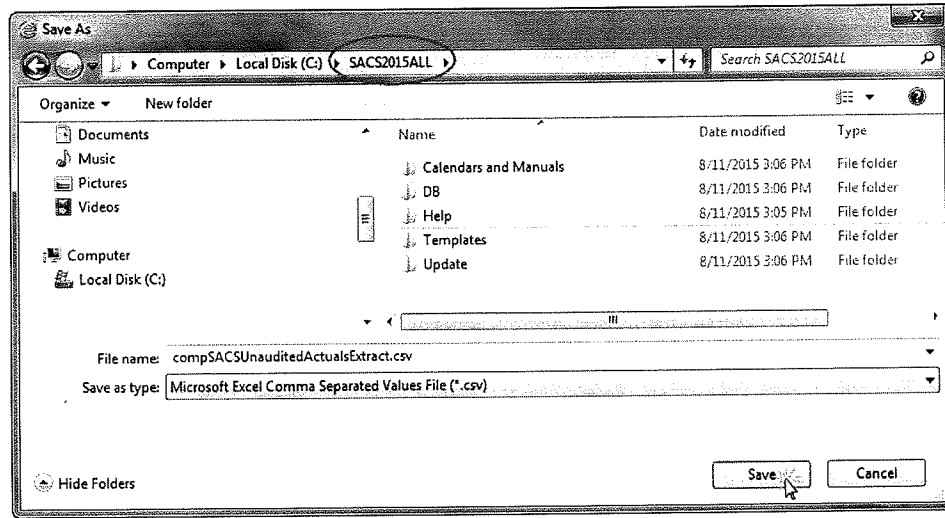 Save As
Computer Local Disk (C:) SACS2015ALL
Search SACS2015ALL
Organize New folder
Documents
Music
Pictures
Videos
Computer
Local Disk (C:)
Name Date modified Type
Calendars and Manuals 8/11/2015 3:06 PM File folder
DB 8/11/2015 3:06 PM File folder
Help 8/11/2015 3:05 PM File folder
Templates 8/11/2015 3:06 PM File folder
Update 8/11/2015 3:06 PM File folder
File name: compSACSUnauditedActualsExtract.csv
Save as type: Microsoft Excel Comma Separated Values File (*.csv)
Hide Folders
Save Cancel